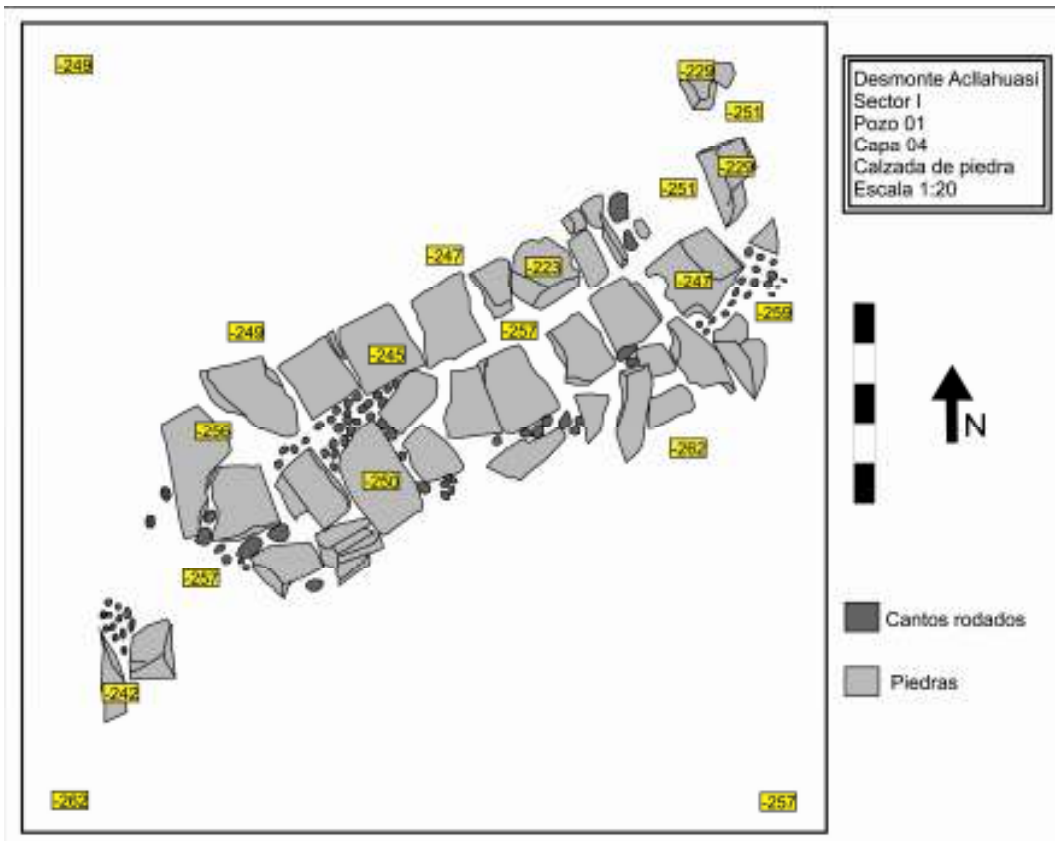 -249
-229
-251
-229
-251
-247
-223
-247
-259
-249
-257
-245
-256
-262
-250
-257
-242
-262
-257
Desmonte Acllahuasi
Sector I
Pozo 01
Capa 04
Calzada de piedra
Escala 1:20
N
Cantos rodados
Piedras